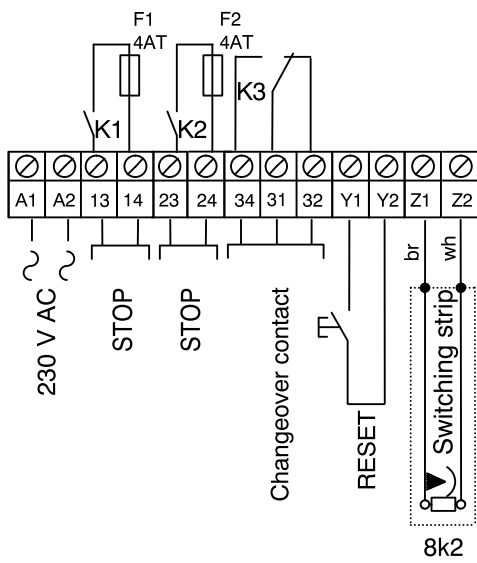 F1
4AT
F2
4AT
K1
K2
K3
A1 A2 13 14 23 24 34 31 32 Y1 Y2 Z1 Z2
230 V AC
STOP
STOP
Changeover contact
RESET
br
wh
Switching strip
8k2